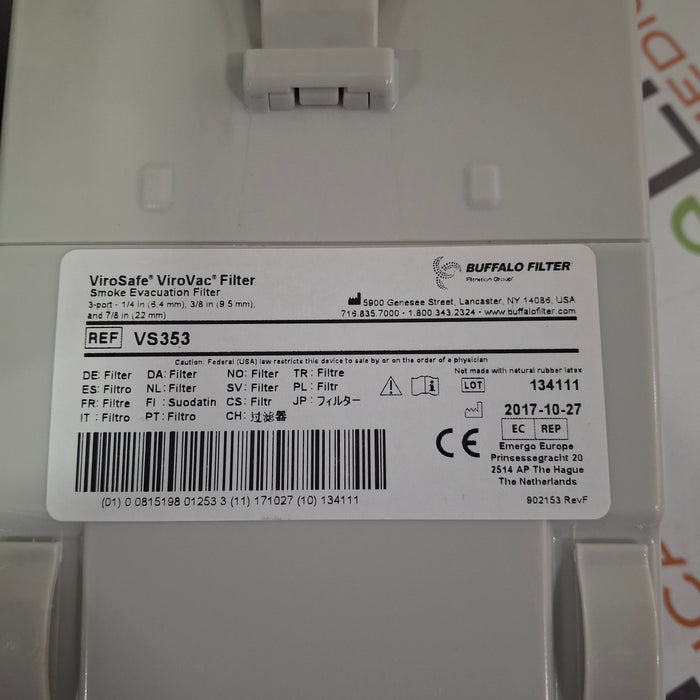 ViroSafe® ViroVac® Filter
Smoke Evacuation Filter
3-port - 1/4 in (6.4 mm), 3/8 in (9.5 mm),
and 7/8 in (22 mm)
BUFFALO FILTER
Filtration Group
5900 Genesee Street, Lancaster, NY 14086, USA
716.835.7000 · 1.800.343.2324 · www.buffalofilter.com
REF VS353
Caution: Federal (USA) law restricts this device to sale by or on the order of a physician
DE: Filter DA: Filter NO: Filter TR: Filtre
ES: Filtro NL: Filter SV: Filter PL: Filtr
FR: Filtre FI: Suodatin CS: Filtr JP: フィルター
IT: Filtro PT: Filtro CH: 过滤器
Not made with natural rubber latex
LOT 134111
2017-10-27
EC REP
CE
Emergo Europe
Prinsessegracht 20
2514 AP The Hague
The Netherlands
(01) 0 0815198 01253 3 (11) 171027 (10) 134111
902153 RevF